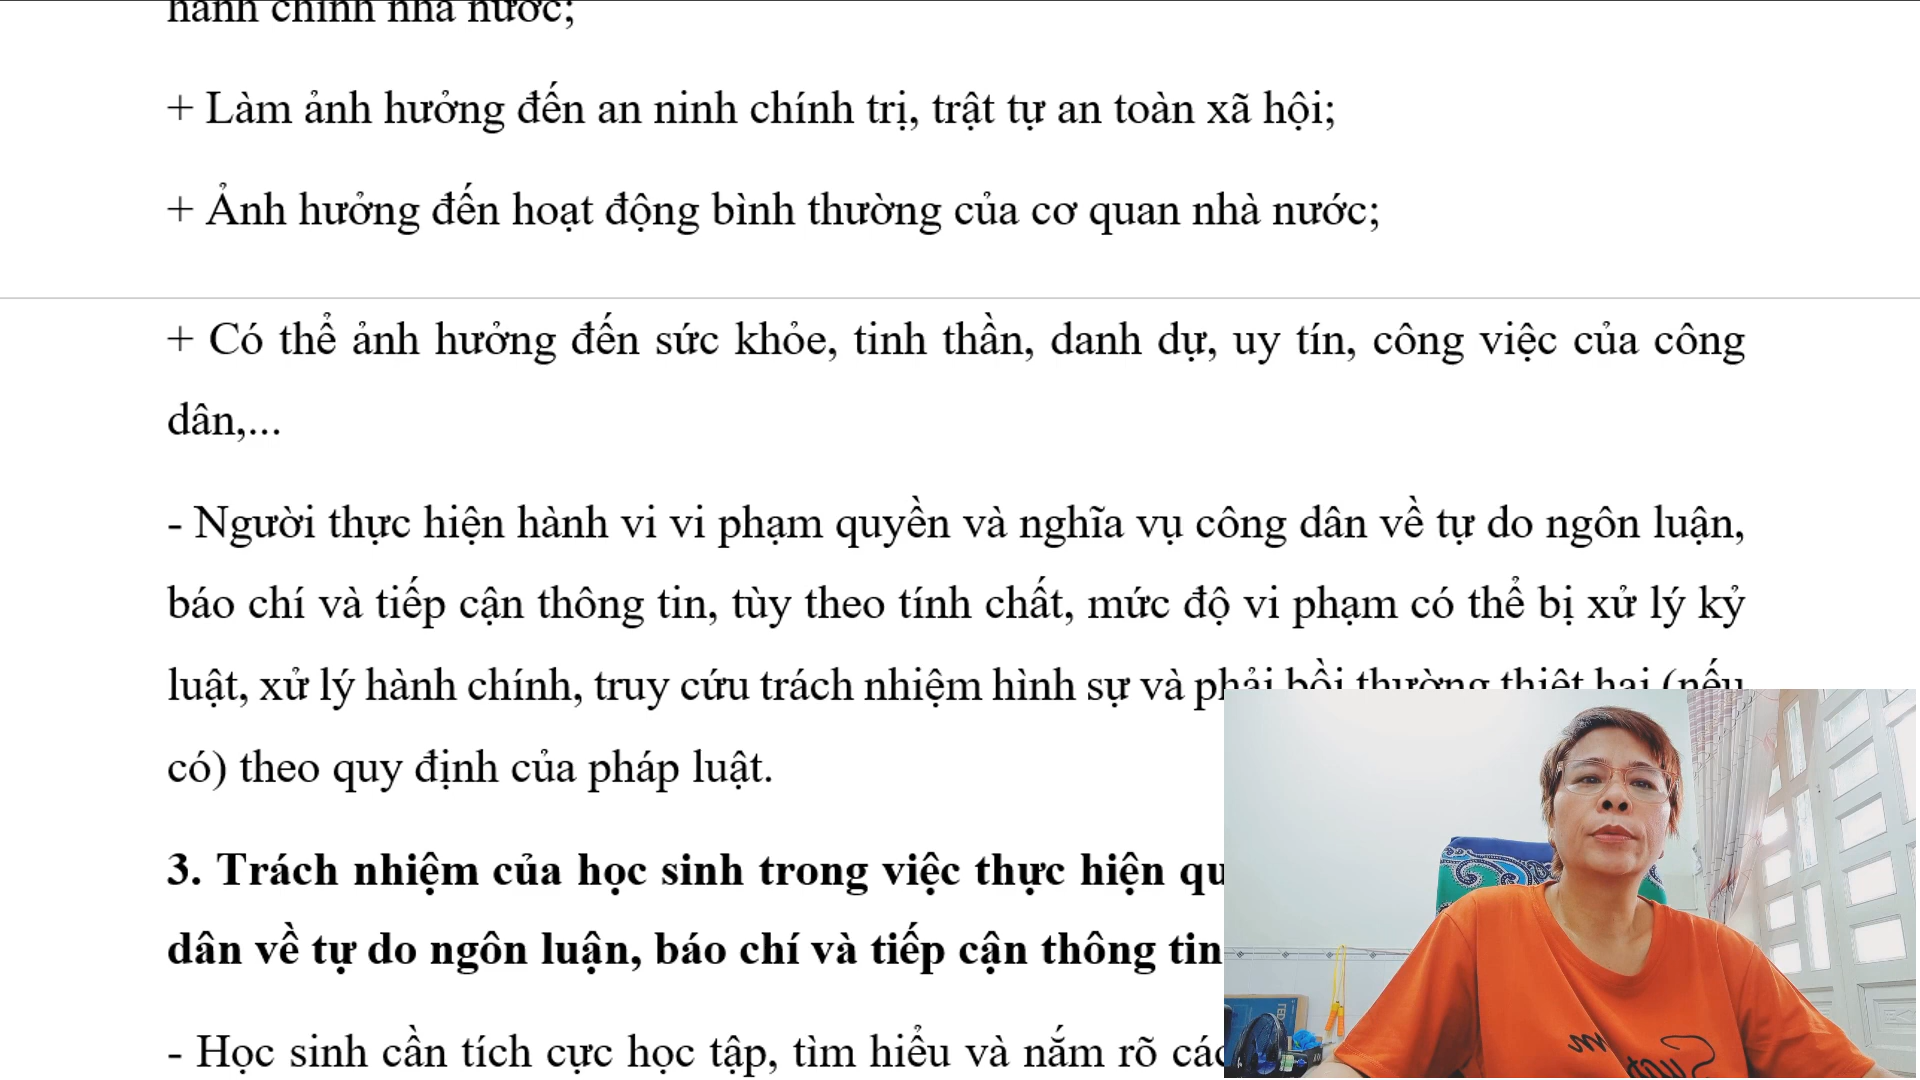 hành chính nhà nước;
+ Làm ảnh hưởng đến an ninh chính trị, trật tự an toàn xã hội;
+ Ảnh hưởng đến hoạt động bình thường của cơ quan nhà nước;
+ Có thể ảnh hưởng đến sức khỏe, tinh thần, danh dự, uy tín, công việc của công
dân,...
- Người thực hiện hành vi vi phạm quyền và nghĩa vụ công dân về tự do ngôn luận,
báo chí và tiếp cận thông tin, tùy theo tính chất, mức độ vi phạm có thể bị xử lý kỷ
luật, xử lý hành chính, truy cứu trách nhiệm hình sự và phải bồi thường thiệt hại (nếu
có) theo quy định của pháp luật.
3. Trách nhiệm của học sinh trong việc thực hiện qu
dân về tự do ngôn luận, báo chí và tiếp cận thông tin
- Học sinh cần tích cực học tập, tìm hiểu và nắm rõ các